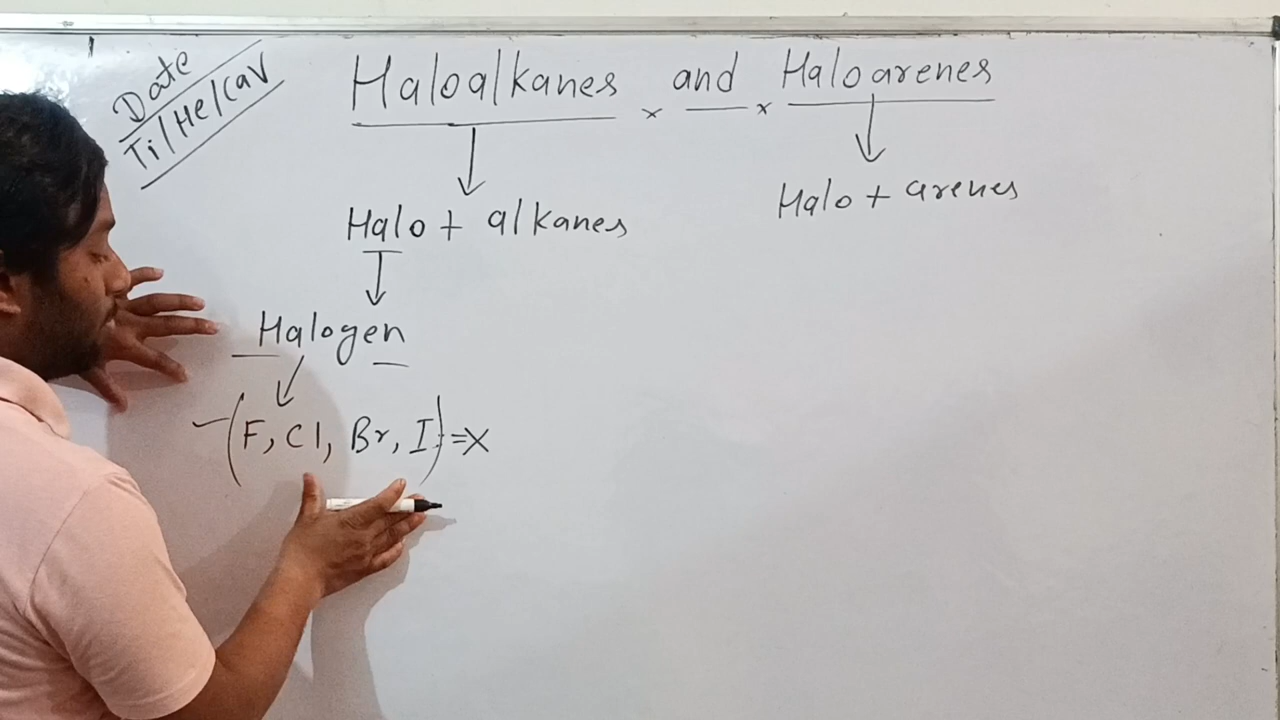 Date
Ti/He/Cav
Haloalkanes and Haloarenes
Halo + alkanes
Halo + arenes
Halogen
(F, Cl, Br, I) = X